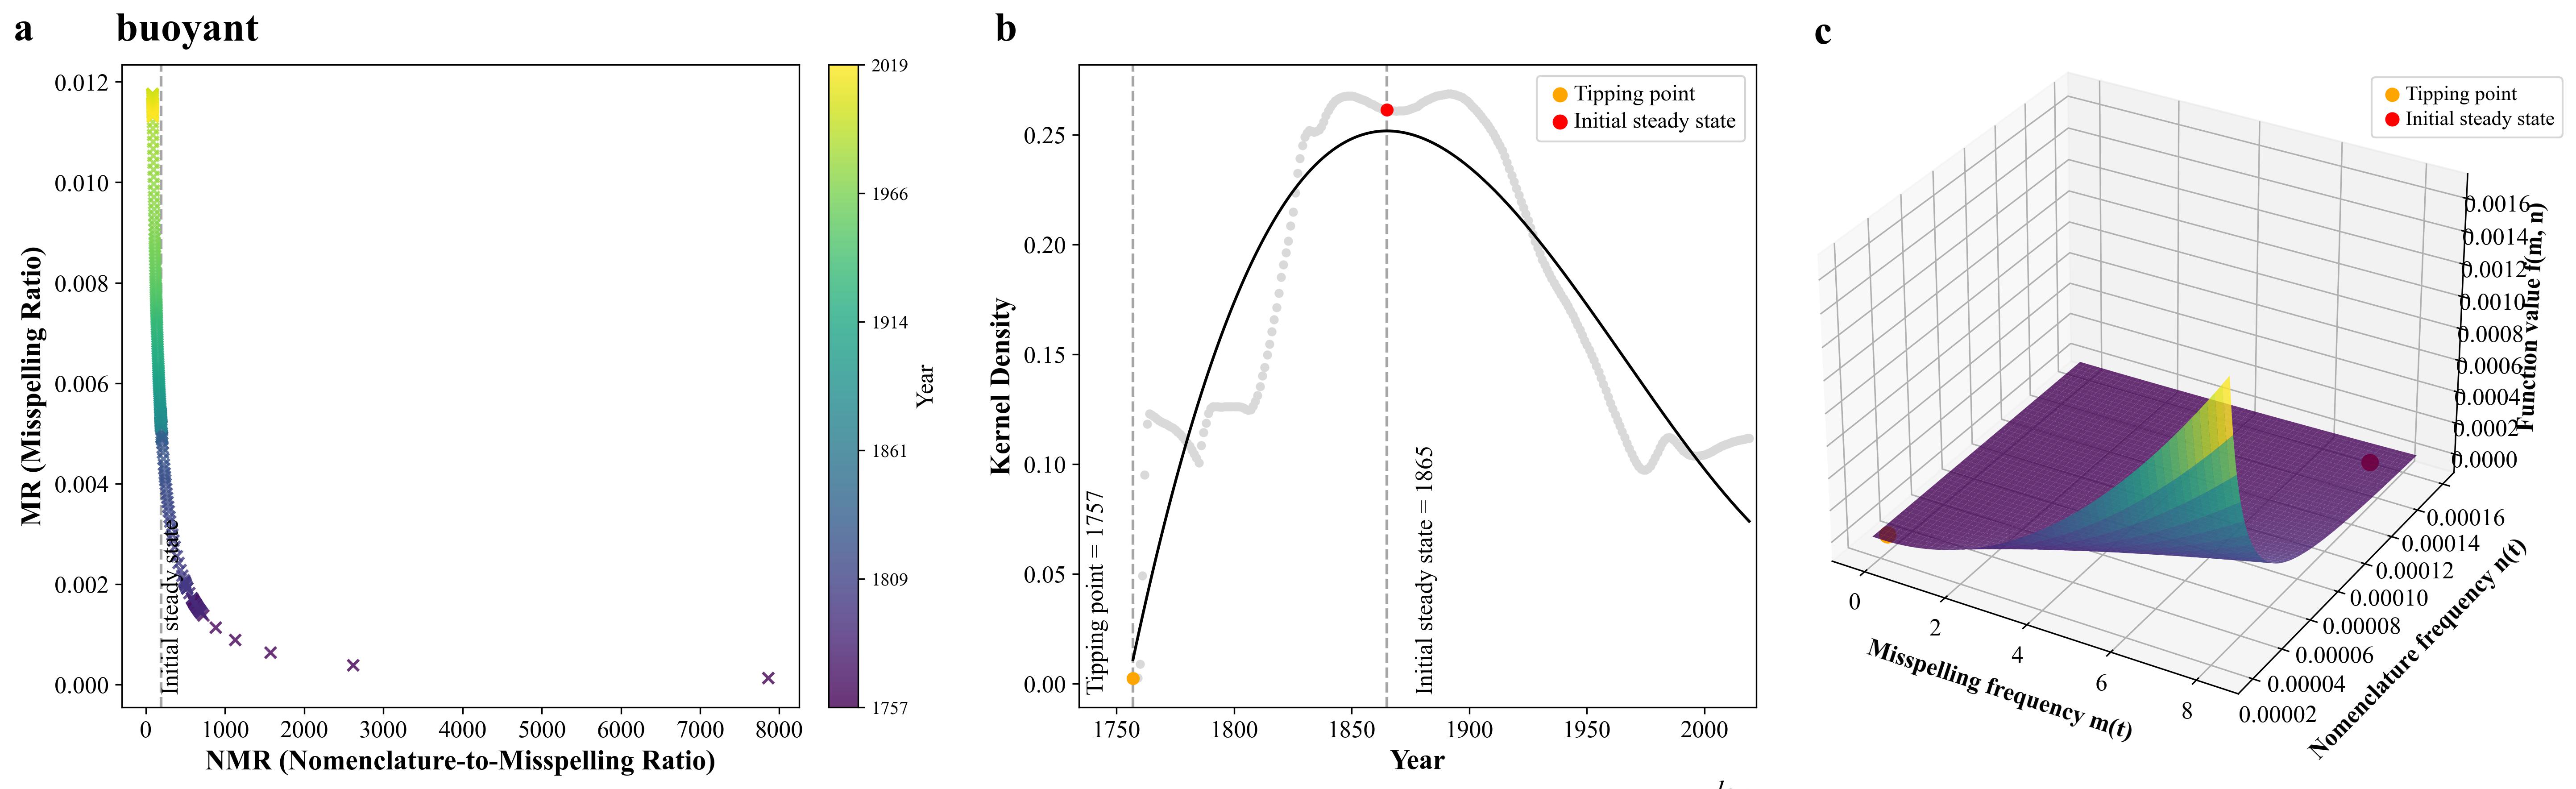 a
buoyant
0.012
0.010
0.008
0.006
0.004
0.002
0.000
MR (Misspelling Ratio)
Initial steady state
0 1000 2000 3000 4000 5000 6000 7000 8000
NMR (Nomenclature-to-Misspelling Ratio)
2019
1966
1914
1861
1809
1757
Year
b
0.25
0.20
0.15
0.10
0.05
0.00
Kernel Density
Tipping point
Initial steady state
Tipping point = 1757
Initial steady state = 1865
1750 1800 1850 1900 1950 2000
Year
c
Tipping point
Initial steady state
0.0016
0.0014
0.0012
0.0010
0.0008
0.0006
0.0004
0.0002
0.0000
Function value f(m, n)
0 2 4 6 8
Misspelling frequency m(t)
0.00016
0.00014
0.00012
0.00010
0.00008
0.00006
0.00004
0.00002
Nomenclature frequency n(t)